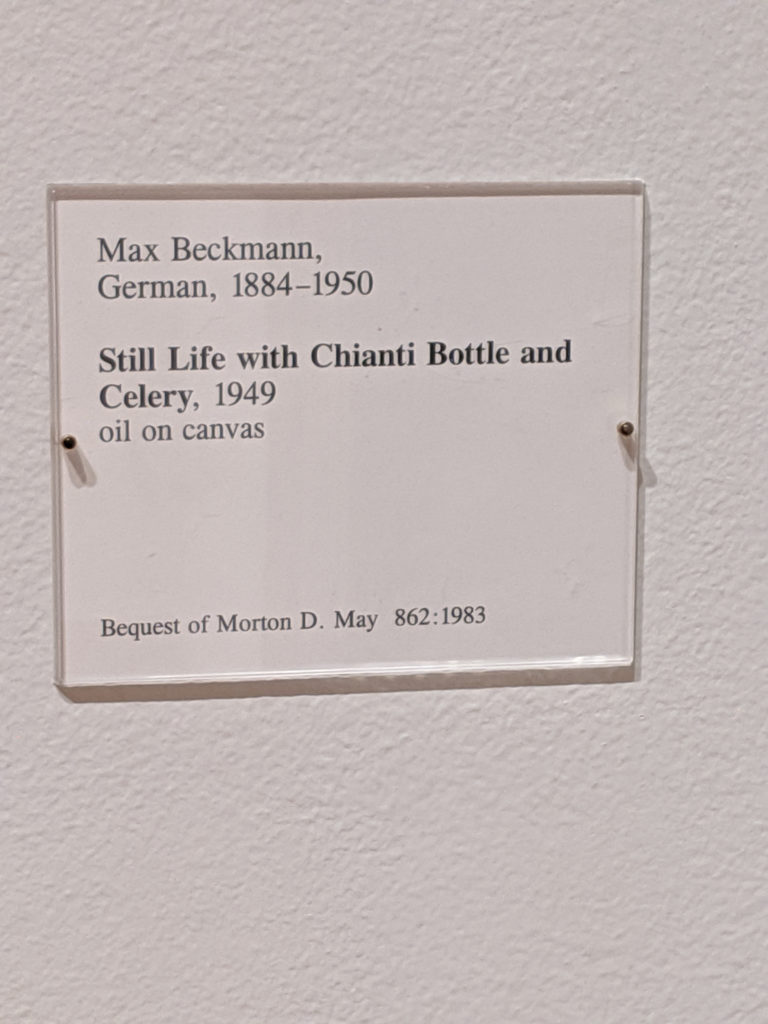 Max Beckmann,
German, 1884–1950
Still Life with Chianti Bottle and
Celery, 1949
oil on canvas
Bequest of Morton D. May 862:1983